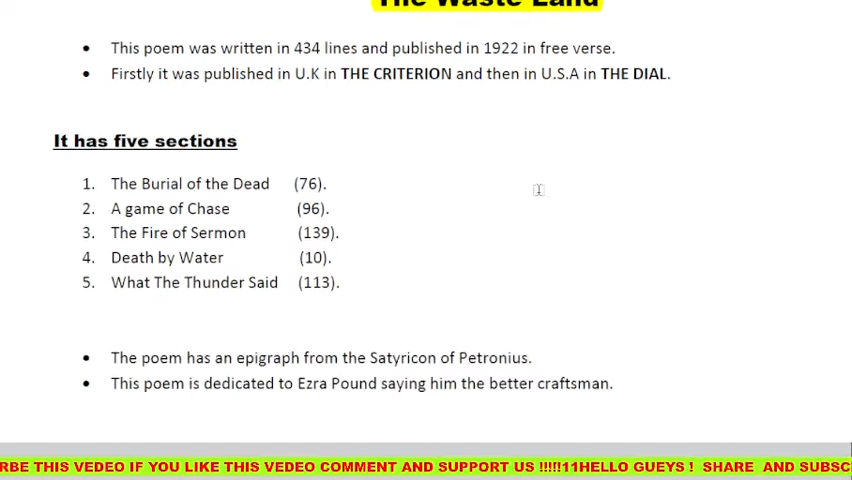 The Waste Land
This poem was written in 434 lines and published in 1922 in free verse.
Firstly it was published in U.K in THE CRITERION and then in U.S.A in THE DIAL.
It has five sections
1. The Burial of the Dead (76).
2. A game of Chase (96).
3. The Fire of Sermon (139).
4. Death by Water (10).
5. What The Thunder Said (113).
The poem has an epigraph from the Satyricon of Petronius.
This poem is dedicated to Ezra Pound saying him the better craftsman.
RBE THIS VEDEO IF YOU LIKE THIS VEDEO COMMENT AND SUPPORT US !!!!!11HELLO GUEYS ! SHARE AND SUBSC